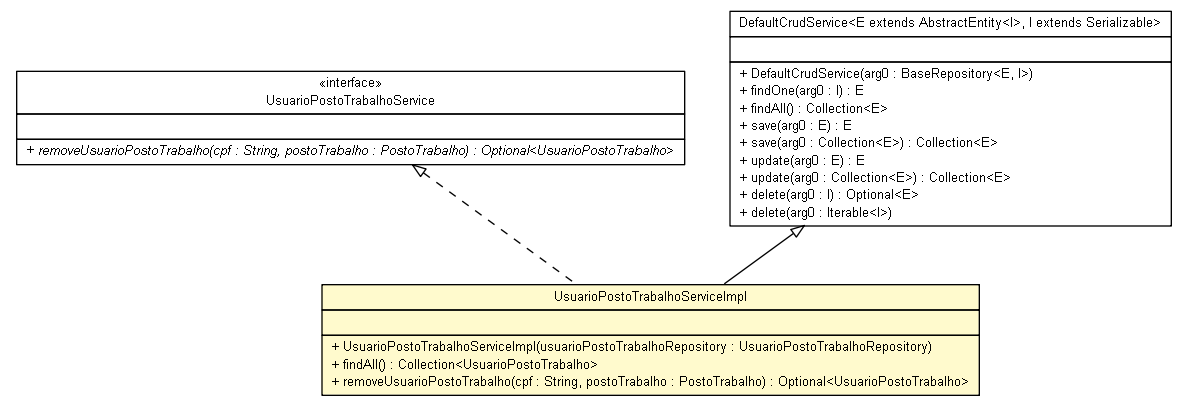 «interface»
UsuarioPostoTrabalhoService
+ removeUsuarioPostoTrabalho(cpf : String, postoTrabalho : PostoTrabalho) : Optional<UsuarioPostoTrabalho>
DefaultCrudService<E extends AbstractEntity<I>, I extends Serializable>
+ DefaultCrudService(arg0 : BaseRepository<E, I>)
+ findOne(arg0 : I) : E
+ findAll() : Collection<E>
+ save(arg0 : E) : E
+ save(arg0 : Collection<E>) : Collection<E>
+ update(arg0 : E) : E
+ update(arg0 : Collection<E>) : Collection<E>
+ delete(arg0 : I) : Optional<E>
+ delete(arg0 : Iterable<I>)
UsuarioPostoTrabalhoServiceImpl
+ UsuarioPostoTrabalhoServiceImpl(usuarioPostoTrabalhoRepository : UsuarioPostoTrabalhoRepository)
+ findAll() : Collection<UsuarioPostoTrabalho>
+ removeUsuarioPostoTrabalho(cpf : String, postoTrabalho : PostoTrabalho) : Optional<UsuarioPostoTrabalho>